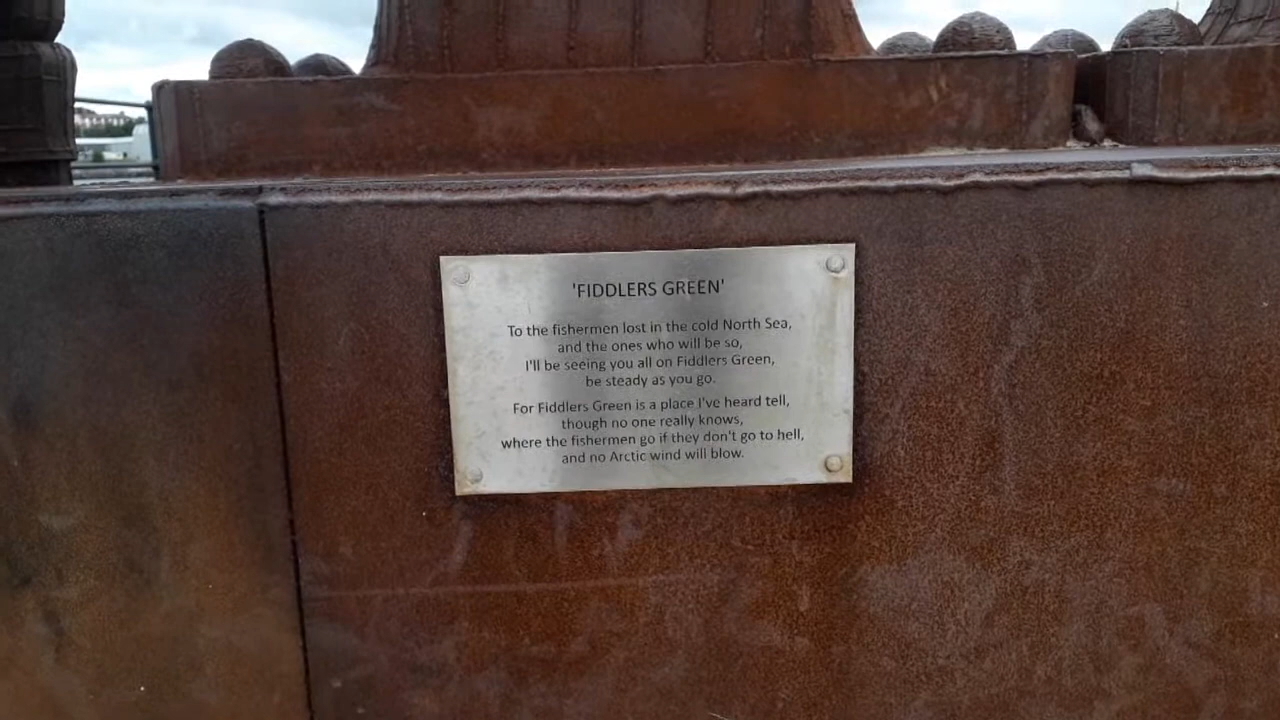 'FIDDLERS GREEN'
To the fishermen lost in the cold North Sea,
and the ones who will be so,
I'll be seeing you all on Fiddlers Green,
be steady as you go.
For Fiddlers Green is a place I've heard tell,
though no one really knows,
where the fishermen go if they don't go to hell,
and no Arctic wind will blow.